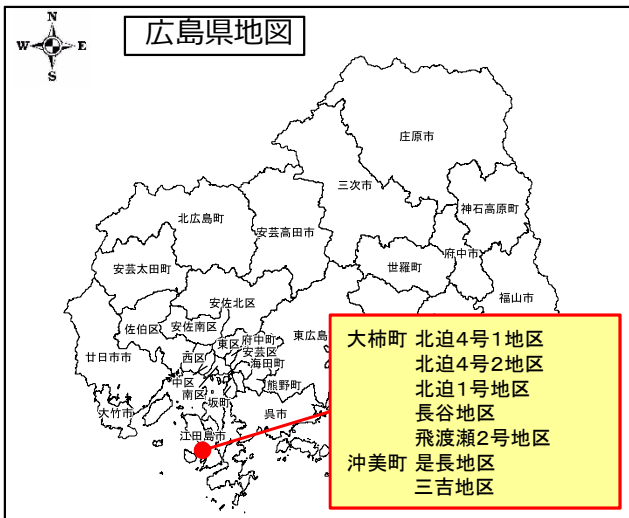 広島県地図
N
W E
S
庄原市
三次市
神石高原町
北広島町
安芸高田市
府中市
世羅町
安芸太田町
福山市
安佐北区
佐伯区
安佐南区
東広島
府中町
東区
安芸区
西区
海田町
廿日市市
中区
熊野町
南区
坂町
大竹市
呉市
江田島市
大柿町 北迫4号1地区
北迫4号2地区
北迫1号地区
長谷地区
飛渡瀬2号地区
沖美町 是長地区
三吉地区